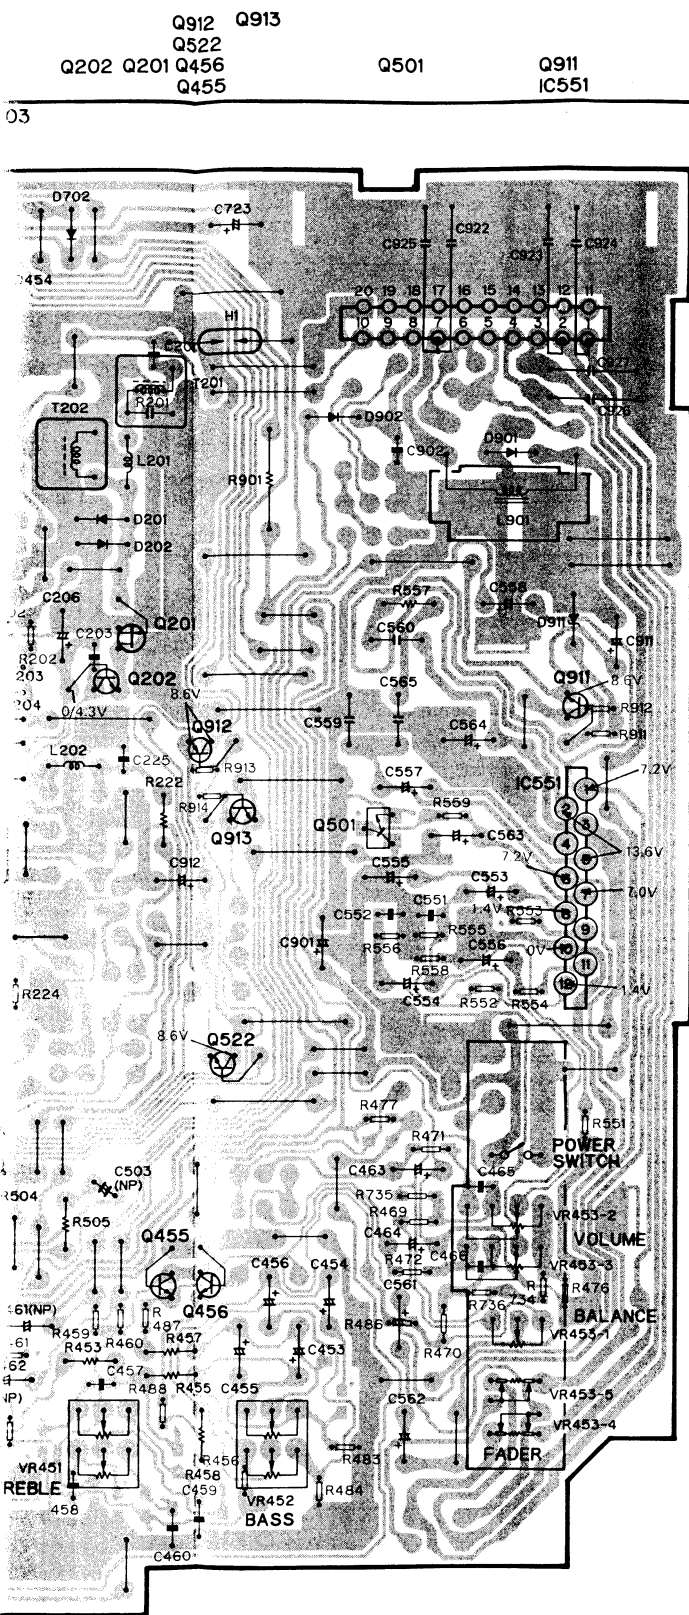 Q912 Q913
Q522
Q202 Q201 Q456 Q501 Q911
Q455 IC551
03
D702 C723
C925 C922 C923 C924
454
20 19 18 17 16 15 14 13 12 11
H1
10 9 8 7 6 5 4 3 2 1
C927
T201
R201
C926
T202 D902
D901
C902
L201
R901
L901
D201
D202
R557 C558
C206 C560
D911
Q201 C911
C203
R202
203 Q202 C565 Q911
204 8.6V 8.6V
0/4.3V Q912 C559 C564 R912
R911
L202 C225 R913 7.2V
C557 IC551
R222 R914 R559
Q913 Q501 C563
7.2V 13.6V
C912 C555 C553
7.0V
1.4V R553
C552 C551
C901 R556 R555 C556 0V
R558
C554 R552 R554 1.4V
R224
8.6V Q522
R477
R551
R471
POWER
SWITCH
C503
(NP) C463 C465
R504 R735
R505 R469 VR453-2
Q455 C464 VOLUME
R472 C466 VR453-3
C456 C454
C561 R476
Q456 R736 734
61(NP) R487 R486 BALANCE
R459 R460 R457 R470 VR453-1
61 R453 C453
62 C457 R455 C455
NP) R488 VR453-5
C562 VR453-4
R456 R483 FADER
VR451 R458
REBLE C459 R484
458 VR452
BASS
C460